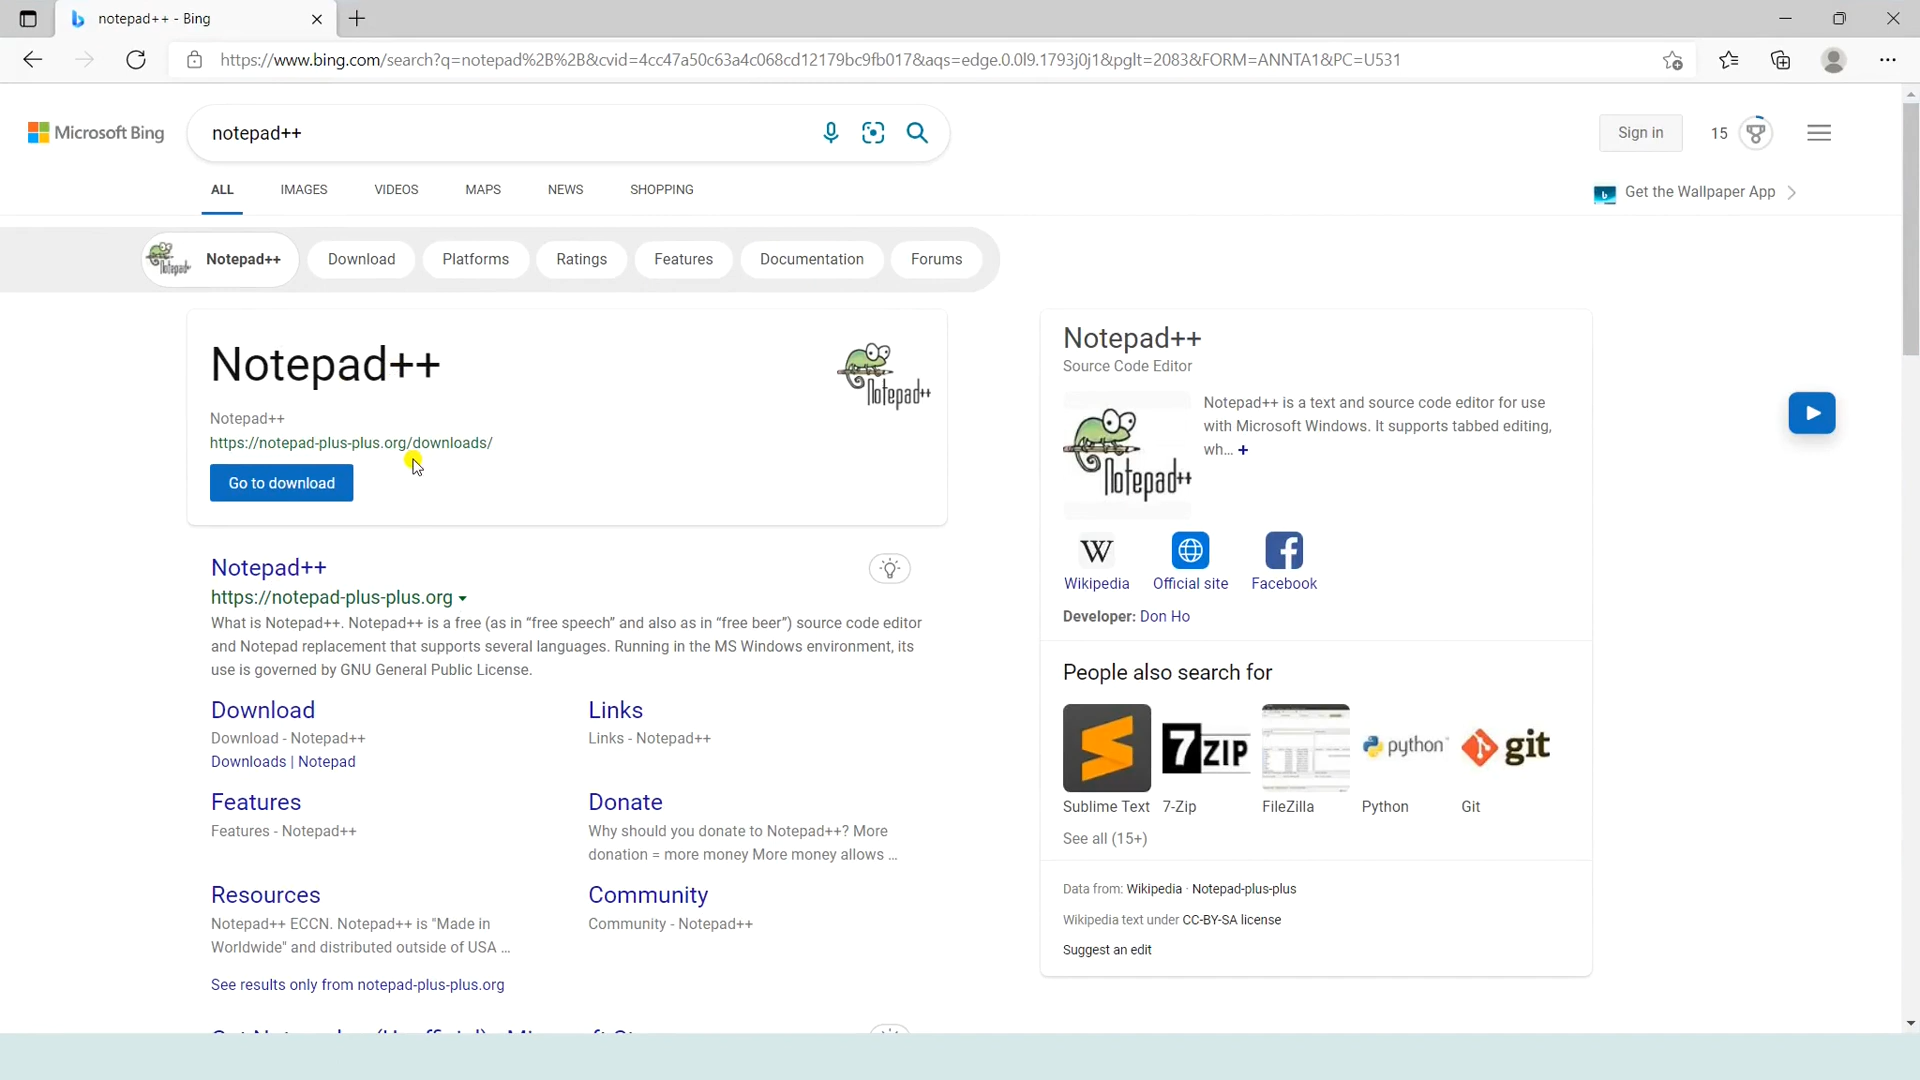 notepad++ - Bing
https://www.bing.com/search?q=notepad%2B%2B&cvid=4cc47a50c63a4c068cd12179bc9fb017&aqs=edge.0.0l9.1793j0j1&pglt=2083&FORM=ANNTA1&PC=U531
Microsoft Bing
notepad++
Sign in
15
ALL IMAGES VIDEOS MAPS NEWS SHOPPING
Get the Wallpaper App
Notepad++
Notepad++ Download Platforms Ratings Features Documentation Forums
Notepad++
Notepad++
Notepad++
https://notepad-plus-plus.org/downloads/
Go to download
Notepad++
https://notepad-plus-plus.org
What is Notepad++. Notepad++ is a free (as in “free speech” and also as in “free beer”) source code editor
and Notepad replacement that supports several languages. Running in the MS Windows environment, its
use is governed by GNU General Public License.
Download
Download - Notepad++
Downloads | Notepad
Links
Links - Notepad++
Features
Features - Notepad++
Donate
Why should you donate to Notepad++? More
donation = more money More money allows ...
Resources
Notepad++ ECCN. Notepad++ is "Made in
Worldwide" and distributed outside of USA ...
Community
Community - Notepad++
See results only from notepad-plus-plus.org
Notepad++
Source Code Editor
Notepad++
Notepad++ is a text and source code editor for use
with Microsoft Windows. It supports tabbed editing,
wh... +
W
Wikipedia Official site Facebook
Developer: Don Ho
People also search for
7 ZIP python git
Sublime Text 7-Zip FileZilla Python Git
See all (15+)
Data from: Wikipedia · Notepad-plus-plus
Wikipedia text under CC-BY-SA license
Suggest an edit